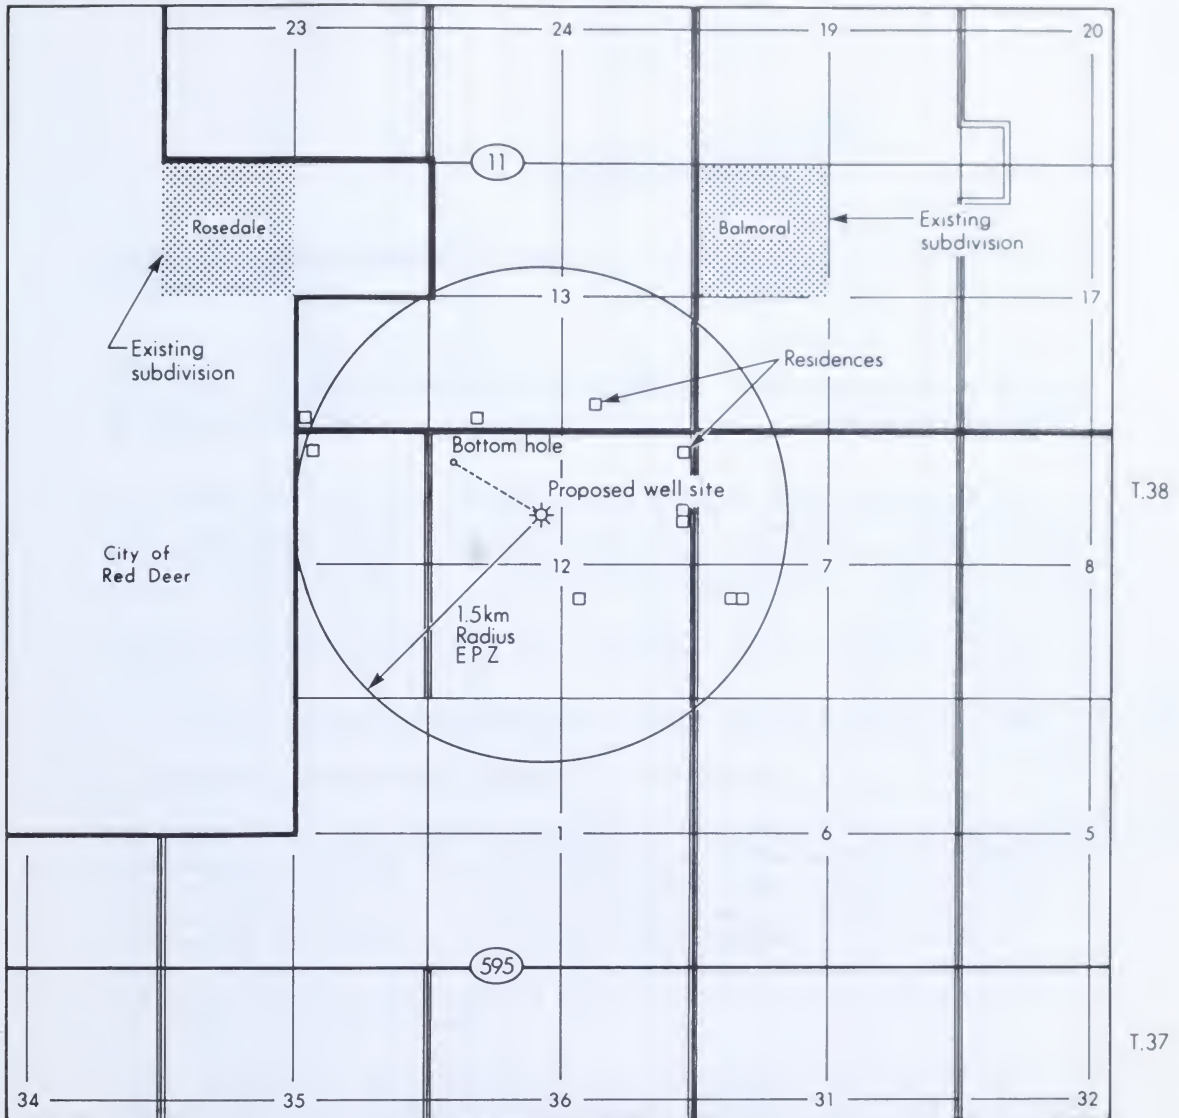 23
24
19
20
11
Rosedale
Balmoral
Existing
subdivision
13
17
Existing
subdivision
Residences
Bottom hole
Proposed well site
T.38
City of
Red Deer
12
7
8
1.5km
Radius
EPZ
1
6
5
595
T.37
34
35
36
31
32